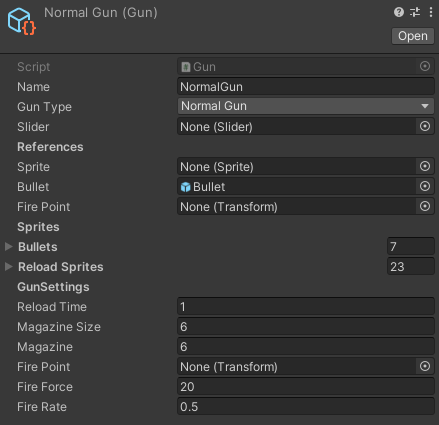 Normal Gun (Gun)
Open
Script Gun
Name NormalGun
Gun Type Normal Gun
Slider None (Slider)
References
Sprite None (Sprite)
Bullet Bullet
Fire Point None (Transform)
Sprites
Bullets 7
Reload Sprites 23
GunSettings
Reload Time 1
Magazine Size 6
Magazine 6
Fire Point None (Transform)
Fire Force 20
Fire Rate 0.5